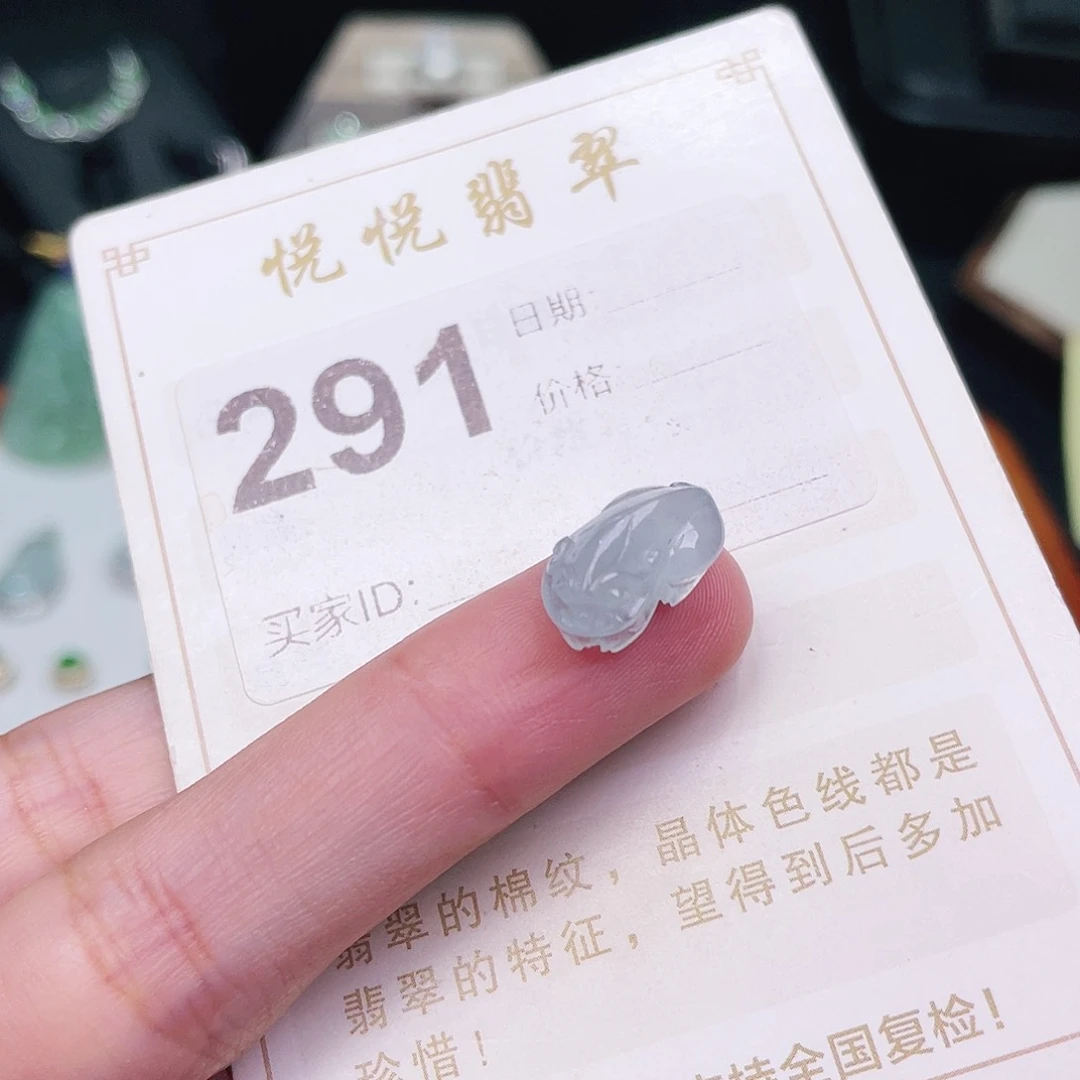 悦悦翡翠
291
日期:
价格:
买家ID:
翡翠的棉纹，晶体色线都是
翡翠的特征，望得到后多加
珍惜！
支持全国复检！